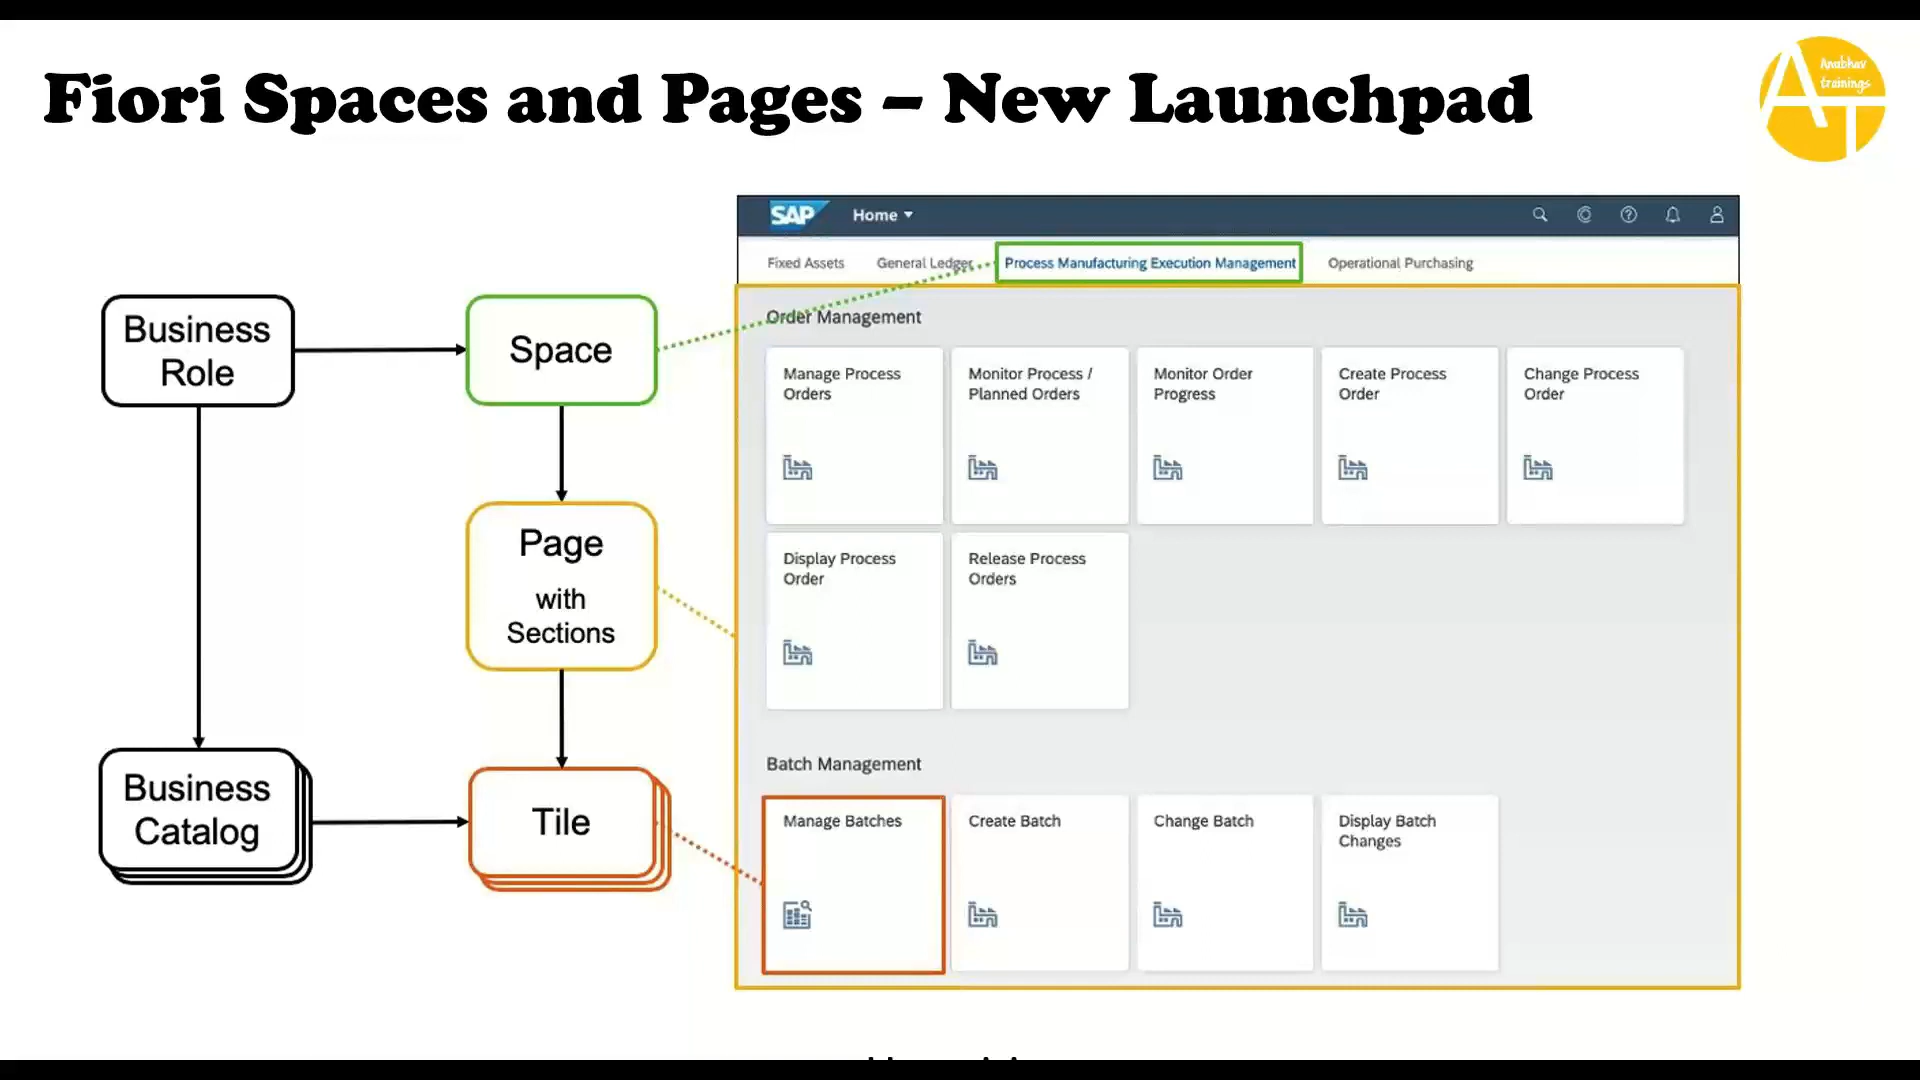 Fiori Spaces and Pages – New Launchpad
Anubhav
trainings
SAP
Home
Fixed Assets
General Ledger
Process Manufacturing Execution Management
Operational Purchasing
Business
Role
Space
Page
with
Sections
Business
Catalog
Tile
Order Management
Manage Process
Orders
Monitor Process /
Planned Orders
Monitor Order
Progress
Create Process
Order
Change Process
Order
Display Process
Order
Release Process
Orders
Batch Management
Manage Batches
Create Batch
Change Batch
Display Batch
Changes